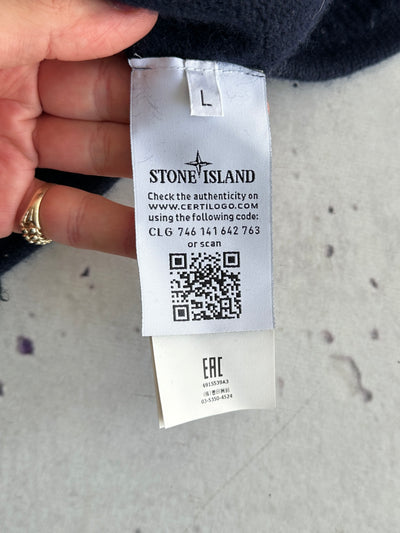 L
STONE ISLAND
Check the authenticity on
WWW.CERTILOGO.COM
using the following code:
CLG 746 141 642 763
or scan
EAC